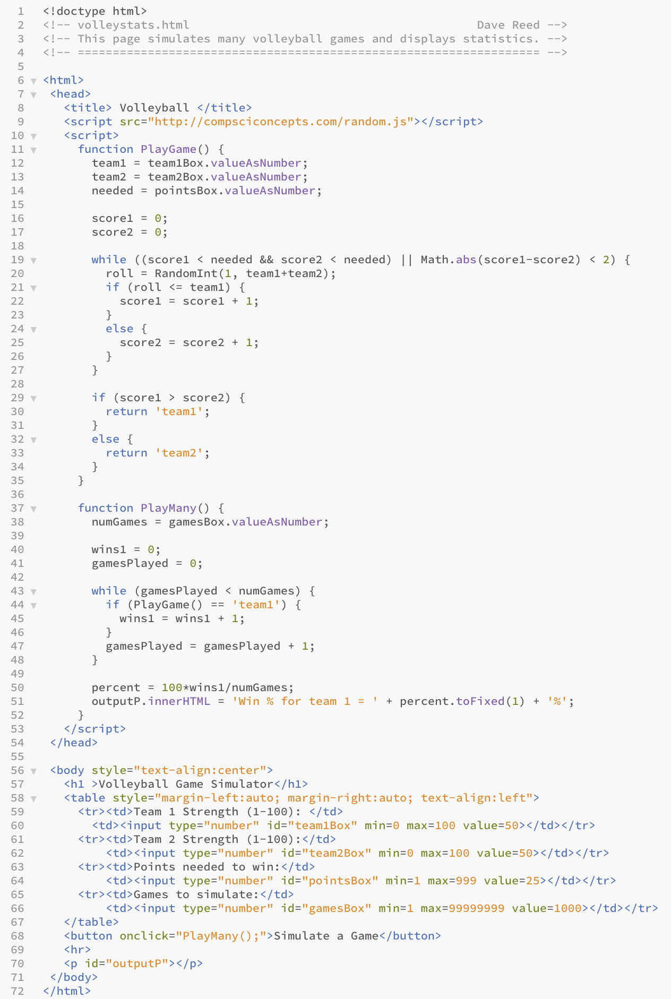 1 <!doctype html>
2 <!-- volleystats.html                                         Dave Reed -->
3 <!-- This page simulates many volleyball games and displays statistics. -->
4 <!-- ================================================================== -->
5
6 ▼ <html>
7 ▼  <head>
8      <title> Volleyball </title>
9      <script src="http://compsciconcepts.com/random.js"></script>
10 ▼   <script>
11 ▼     function PlayGame() {
12         team1 = team1Box.valueAsNumber;
13         team2 = team2Box.valueAsNumber;
14         needed = pointsBox.valueAsNumber;
15
16         score1 = 0;
17         score2 = 0;
18
19 ▼       while ((score1 < needed && score2 < needed) || Math.abs(score1-score2) < 2) {
20           roll = RandomInt(1, team1+team2);
21 ▼         if (roll <= team1) {
22             score1 = score1 + 1;
23           }
24 ▼         else {
25             score2 = score2 + 1;
26           }
27         }
28
29 ▼       if (score1 > score2) {
30           return 'team1';
31         }
32 ▼       else {
33           return 'team2';
34         }
35       }
36
37 ▼     function PlayMany() {
38         numGames = gamesBox.valueAsNumber;
39
40         wins1 = 0;
41         gamesPlayed = 0;
42
43 ▼       while (gamesPlayed < numGames) {
44 ▼         if (PlayGame() == 'team1') {
45             wins1 = wins1 + 1;
46           }
47           gamesPlayed = gamesPlayed + 1;
48         }
49
50         percent = 100*wins1/numGames;
51         outputP.innerHTML = 'Win % for team 1 = ' + percent.toFixed(1) + '%';
52       }
53     </script>
54   </head>
55
56 ▼ <body style="text-align:center">
57     <h1 >Volleyball Game Simulator</h1>
58 ▼   <table style="margin-left:auto; margin-right:auto; text-align:left">
59       <tr><td>Team 1 Strength (1-100): </td>
60         <td><input type="number" id="team1Box" min=0 max=100 value=50></td></tr>
61       <tr><td>Team 2 Strength (1-100):</td>
62           <td><input type="number" id="team2Box" min=0 max=100 value=50></td></tr>
63       <tr><td>Points needed to win:</td>
64           <td><input type="number" id="pointsBox" min=1 max=999 value=25></td></tr>
65       <tr><td>Games to simulate:</td>
66           <td><input type="number" id="gamesBox" min=1 max=99999999 value=1000></td></tr>
67     </table>
68     <button onclick="PlayMany();">Simulate a Game</button>
69     <hr>
70     <p id="outputP"></p>
71   </body>
72  </html>